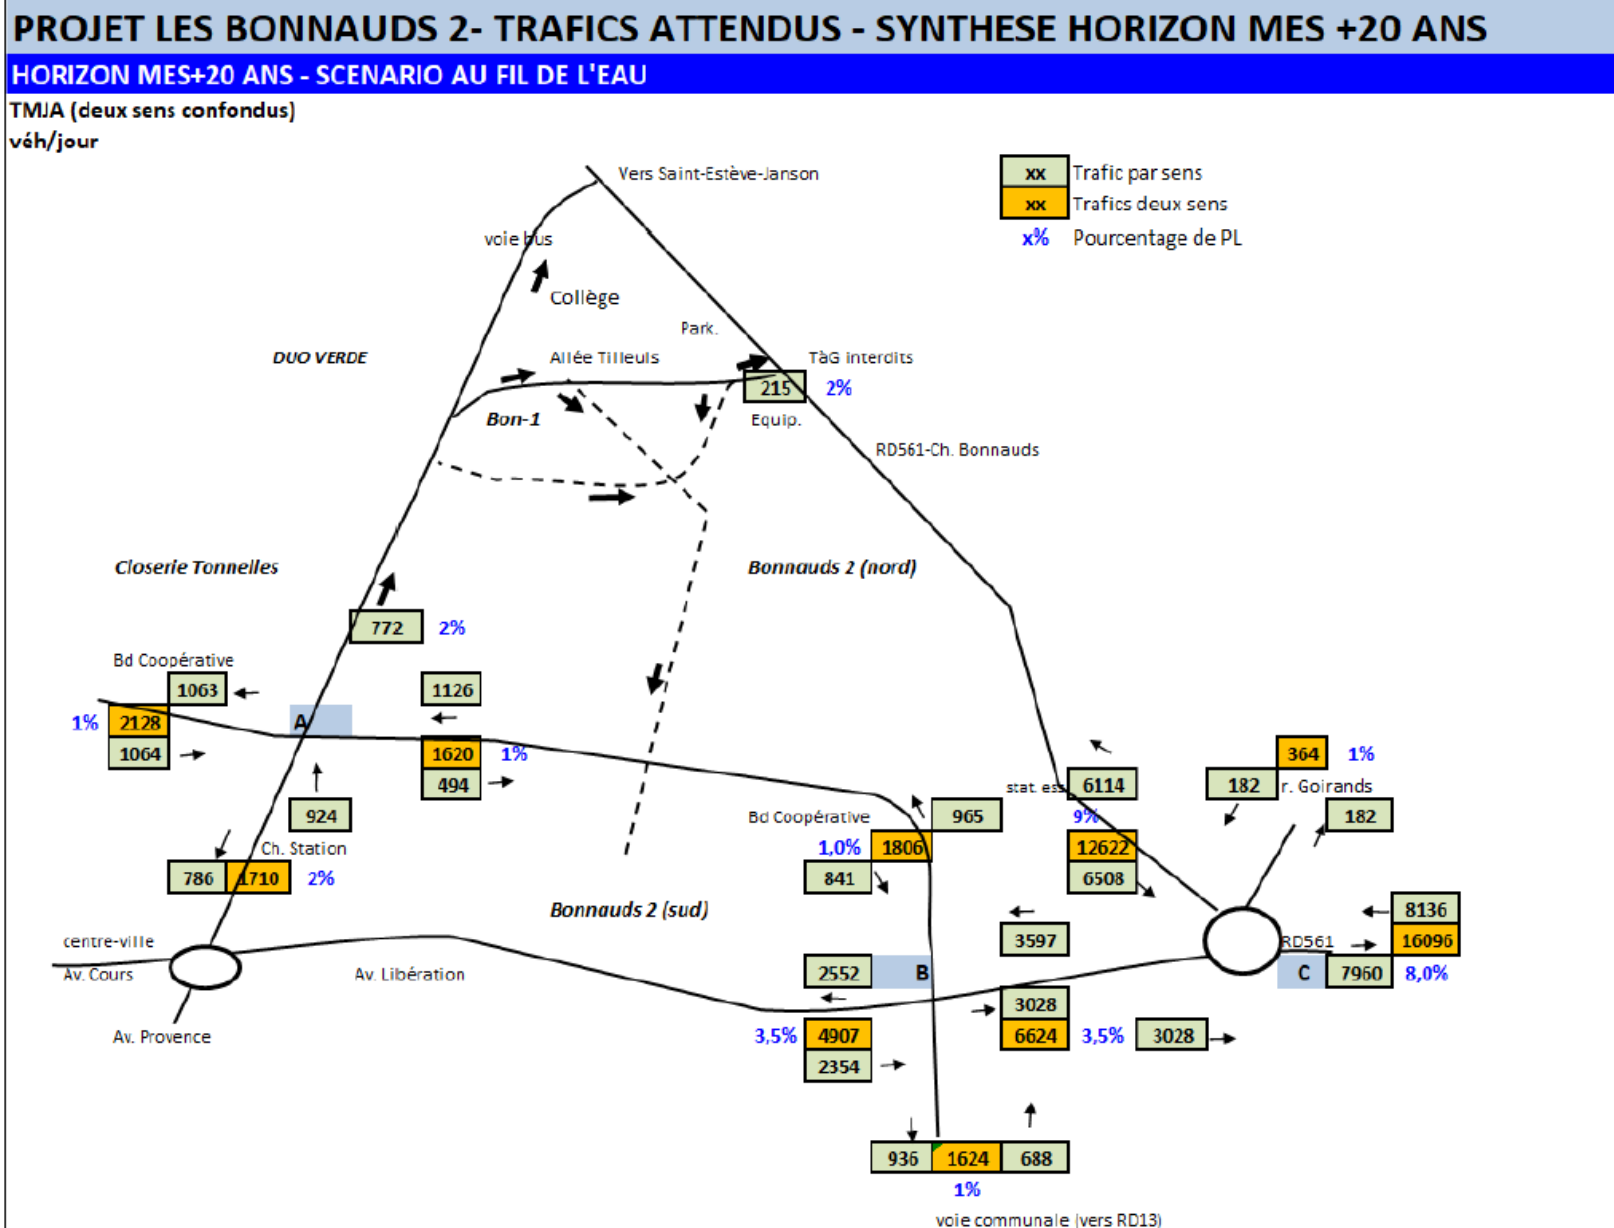 PROJET LES BONNAUDS 2- TRAFICS ATTENDUS - SYNTHESE HORIZON MES +20 ANS
HORIZON MES+20 ANS - SCENARIO AU FIL DE L'EAU
TMJA (deux sens confondus)
véh/jour
Vers Saint-Estève-Janson
xx Trafic par sens
xx Trafics deux sens
x% Pourcentage de PL
voie bus
Collège
Park.
DUO VERDE
Allée Tilleuls
TàG interdits
215 2%
Bon-1
Equip.
RD561-Ch. Bonnauds
Closerie Tonnelles
Bonnauds 2 (nord)
772 2%
Bd Coopérative
1063
1126
1% 2128
A
1064
1620 1%
494
364 1%
stat. ess
6114
182
r. Goirands
924
Bd Coopérative
965
9%
182
Ch. Station
1,0% 1806
12622
786 1710 2%
841
6508
Bonnauds 2 (sud)
8136
centre-ville
3597
RD561
16096
Av. Cours
Av. Libération
2552
B
C
7960 8,0%
3028
Av. Provence
3,5% 4907
6624 3,5%
3028
2354
936 1624 688
1%
voie communale (vers RD13)